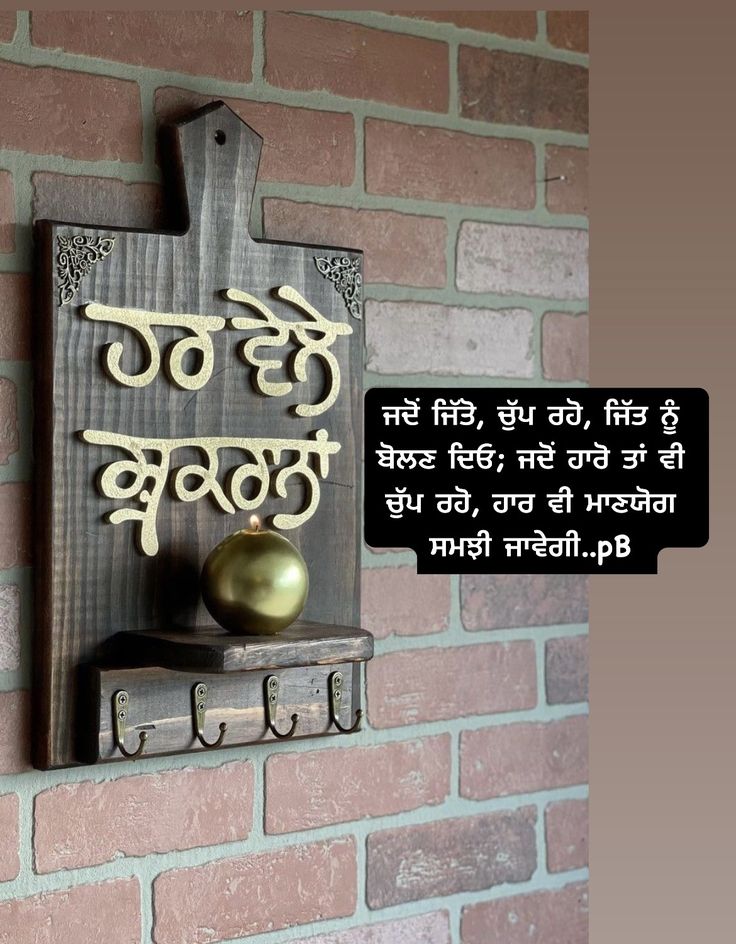 ਹਰ ਵੇਲੇ
ਸ਼ੁਕਰਾਨਾਂ
ਜਦੋਂ ਜਿੱਤੋ, ਚੁੱਪ ਰਹੋ, ਜਿੱਤ ਨੂੰ
ਬੋਲਣ ਦਿਓ; ਜਦੋਂ ਹਾਰੋ ਤਾਂ ਵੀ
ਚੁੱਪ ਰਹੋ, ਹਾਰ ਵੀ ਮਾਣਯੋਗ
ਸਮਝੀ ਜਾਵੇਗੀ..pB